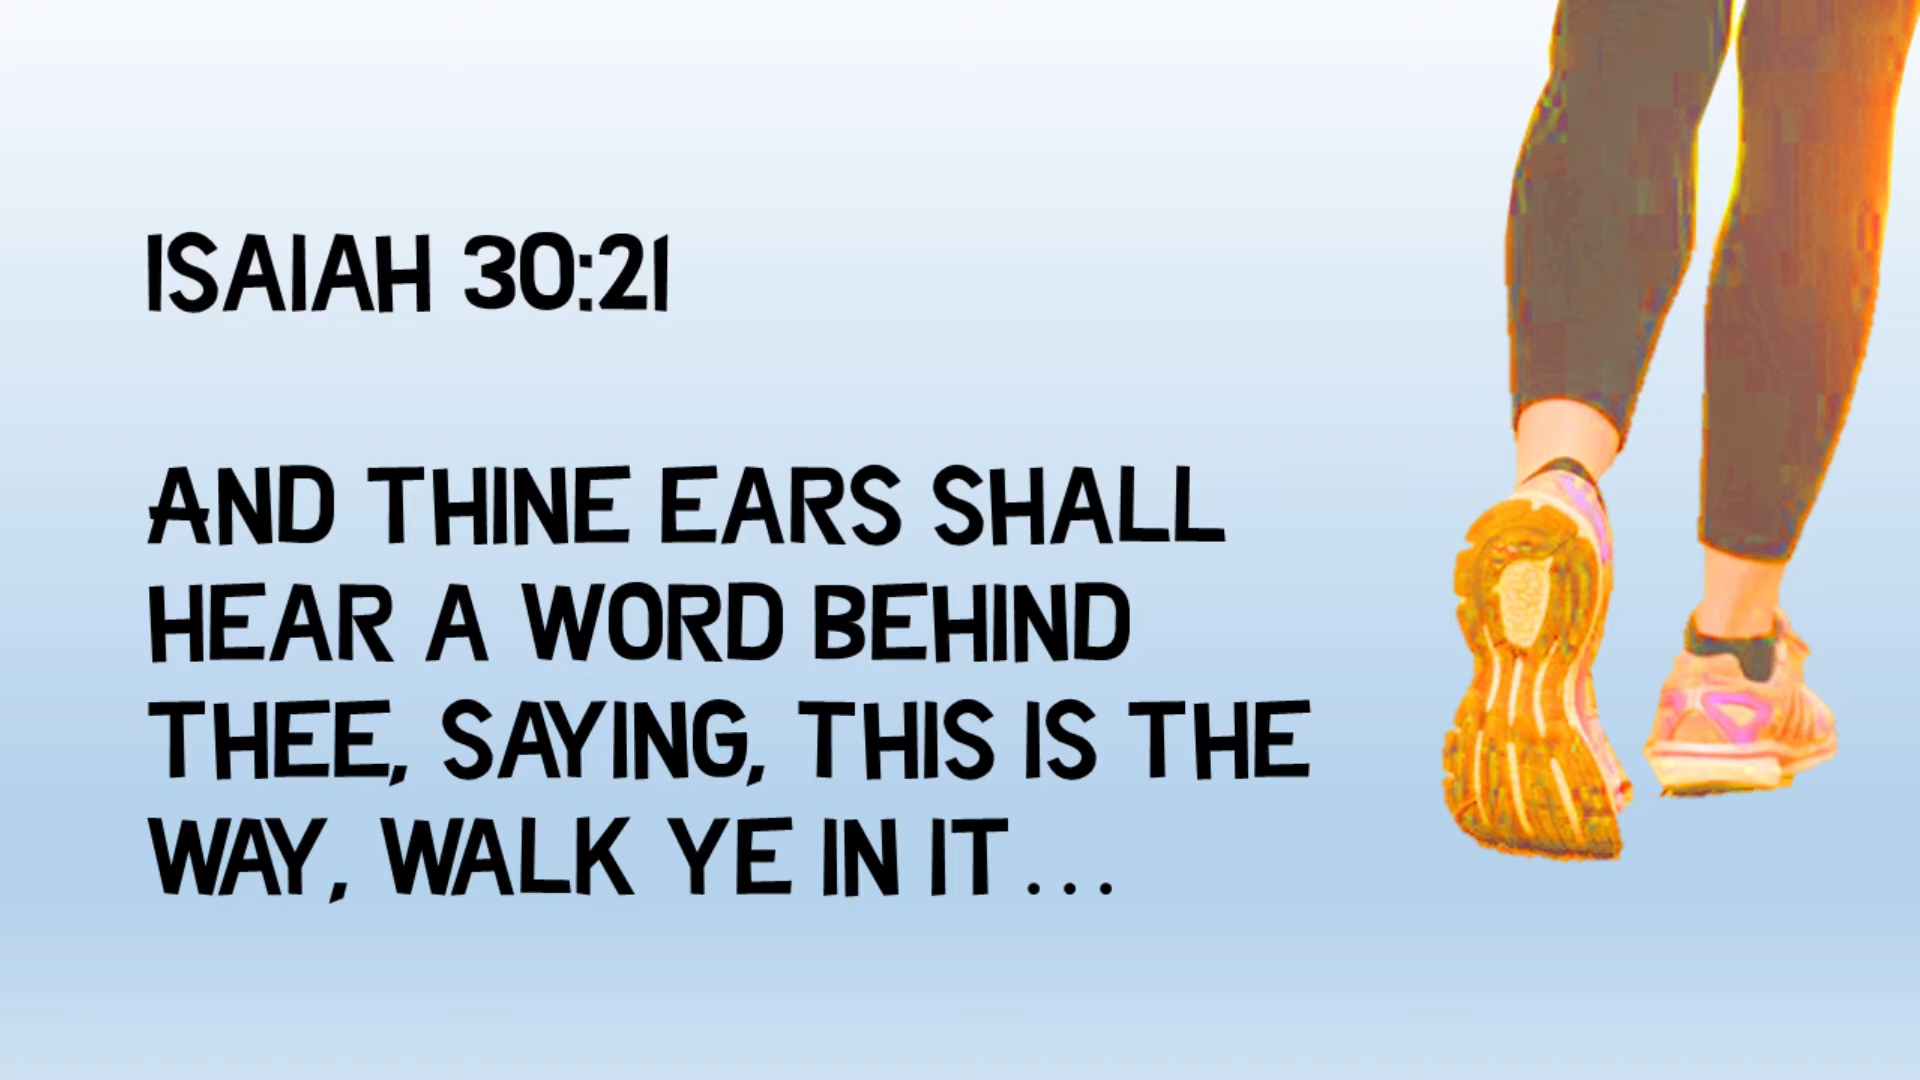 ISAIAH 30:21
AND THINE EARS SHALL
HEAR A WORD BEHIND
THEE, SAYING, THIS IS THE
WAY, WALK YE IN IT...